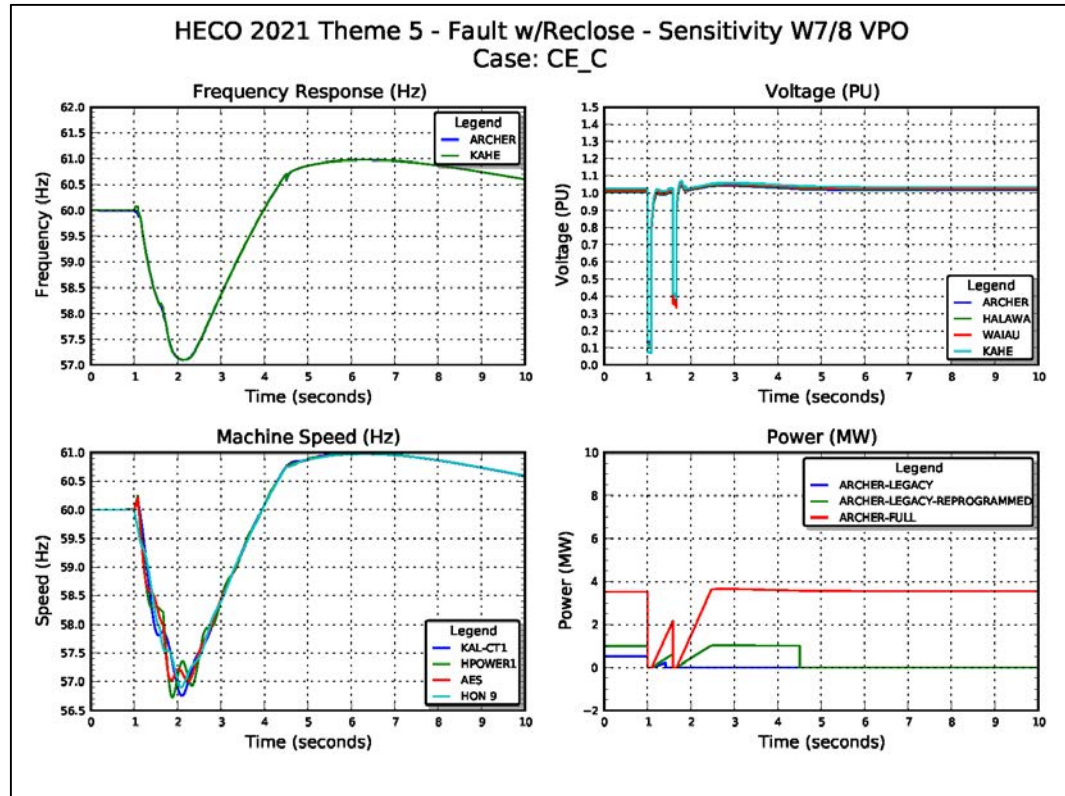 HECO 2021 Theme 5 - Fault w/Reclose - Sensitivity W7/8 VPO
Case: CE_C
Frequency Response (Hz)
62.0
61.5
61.0
60.5
60.0
59.5
59.0
58.5
58.0
57.5
57.0
Frequency (Hz)
Legend
ARCHER
KAHE
0 1 2 3 4 5 6 7 8 9 10
Time (seconds)
Voltage (PU)
1.5
1.4
1.3
1.2
1.1
1.0
0.9
0.8
0.7
0.6
0.5
0.4
0.3
0.2
0.1
0.0
Voltage (PU)
Legend
ARCHER
HALAWA
WAIAU
KAHE
0 1 2 3 4 5 6 7 8 9 10
Time (seconds)
Machine Speed (Hz)
61.0
60.5
60.0
59.5
59.0
58.5
58.0
57.5
57.0
56.5
Speed (Hz)
Legend
KAL-CT1
HPOWER1
AES
HON 9
0 1 2 3 4 5 6 7 8 9 10
Time (seconds)
Power (MW)
10
8
6
4
2
0
−2
Power (MW)
Legend
ARCHER-LEGACY
ARCHER-LEGACY-REPROGRAMMED
ARCHER-FULL
0 1 2 3 4 5 6 7 8 9 10
Time (seconds)